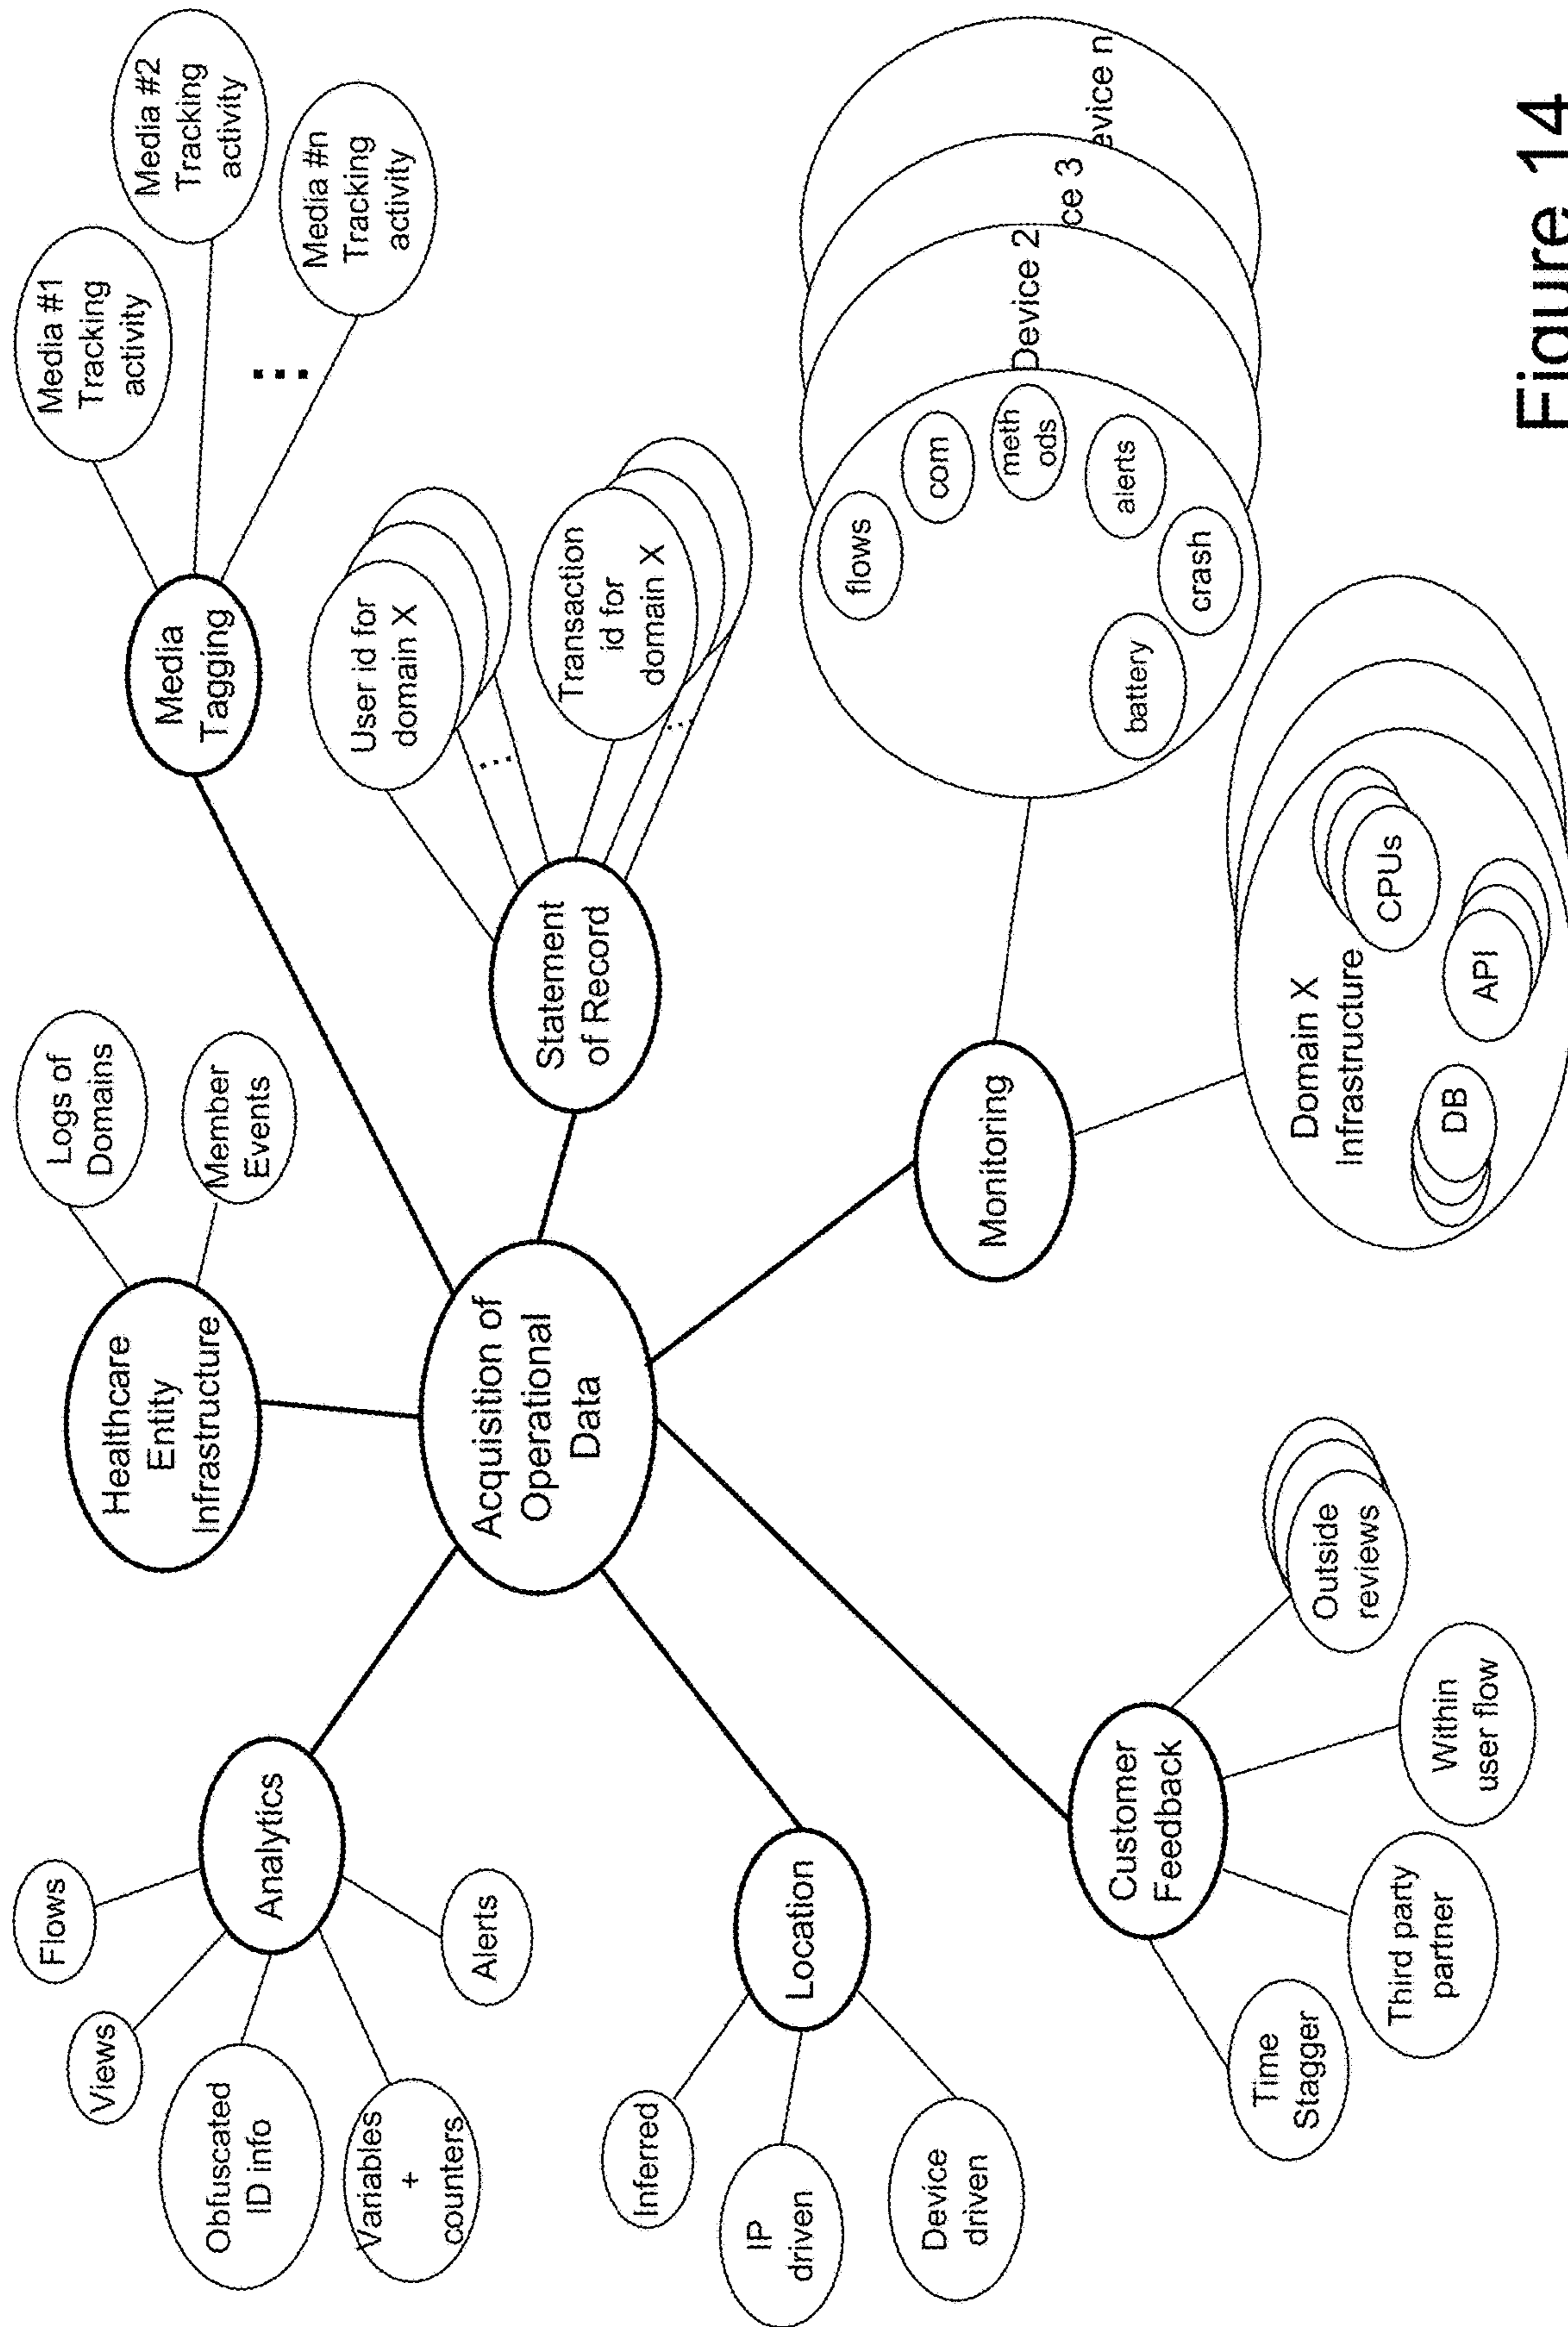 Flows
Views
Obfuscated
ID info
Variables
+
counters
Alerts
Analytics
Healthcare
Entity
Infrastructure
Logs of
Domains
Member
Events
Media
Tagging
Media #1
Tracking
activity
Media #2
Tracking
activity
Media #n
Tracking
activity
...
Acquisition of
Operational
Data
Statement
of Record
User id for
domain X
...
Transaction
id for
domain X
...
Location
Inferred
IP
driven
Device
driven
Customer
Feedback
Time
Stagger
Third party
partner
Within
user flow
Outside
reviews
Monitoring
flows
com
meth
ods
alerts
crash
battery
Device 2
ce 3
evice n
Domain X
Infrastructure
DB
API
CPUs
Figure 14